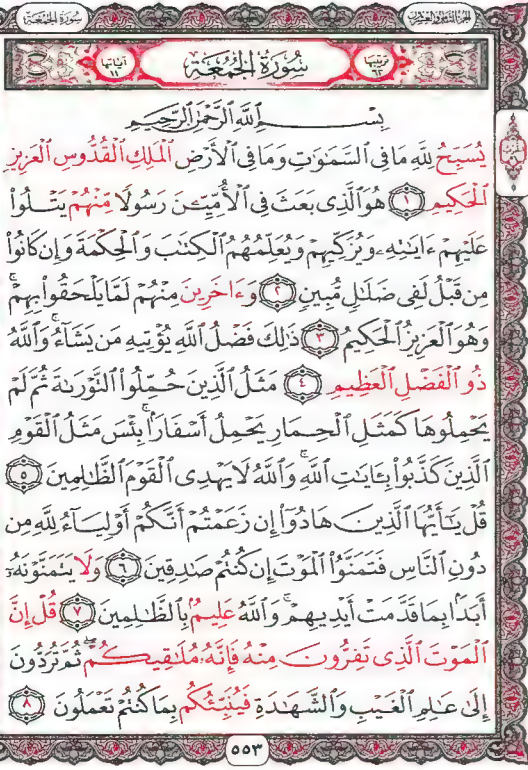 الجزء الثامن والعشرون
سُورَةُ الْجُمُعَةِ
ترتيبها ٦٢
سُورَةُ الجُمُعَة
آياتها ١١
بِسْمِ ٱللَّهِ ٱلرَّحْمَٰنِ ٱلرَّحِيمِ
يُسَبِّحُ لِلَّهِ مَا فِى ٱلسَّمَٰوَٰتِ وَمَا فِى ٱلْأَرْضِ ٱلْمَلِكِ ٱلْقُدُّوسِ ٱلْعَزِيزِ
ٱلْحَكِيمِ ١ هُوَ ٱلَّذِى بَعَثَ فِى ٱلْأُمِّيِّـۧنَ رَسُولًا مِّنْهُمْ يَتْلُوا۟
عَلَيْهِمْ ءَايَٰتِهِۦ وَيُزَكِّيهِمْ وَيُعَلِّمُهُمُ ٱلْكِتَٰبَ وَٱلْحِكْمَةَ وَإِن كَانُوا۟
مِن قَبْلُ لَفِى ضَلَٰلٍ مُّبِينٍ ٢ وَءَاخَرِينَ مِنْهُمْ لَمَّا يَلْحَقُوا۟ بِهِمْ ۚ
وَهُوَ ٱلْعَزِيزُ ٱلْحَكِيمُ ٣ ذَٰلِكَ فَضْلُ ٱللَّهِ يُؤْتِيهِ مَن يَشَآءُ ۚ وَٱللَّهُ
ذُو ٱلْفَضْلِ ٱلْعَظِيمِ ٤ مَثَلُ ٱلَّذِينَ حُمِّلُوا۟ ٱلتَّوْرَىٰةَ ثُمَّ لَمْ
يَحْمِلُوهَا كَمَثَلِ ٱلْحِمَارِ يَحْمِلُ أَسْفَارًۢا ۚ بِئْسَ مَثَلُ ٱلْقَوْمِ
ٱلَّذِينَ كَذَّبُوا۟ بِـَٔايَٰتِ ٱللَّهِ ۚ وَٱللَّهُ لَا يَهْدِى ٱلْقَوْمَ ٱلظَّٰلِمِينَ ٥
قُلْ يَٰٓأَيُّهَا ٱلَّذِينَ هَادُوٓا۟ إِن زَعَمْتُمْ أَنَّكُمْ أَوْلِيَآءُ لِلَّهِ مِن
دُونِ ٱلنَّاسِ فَتَمَنَّوُا۟ ٱلْمَوْتَ إِن كُنتُمْ صَٰدِقِينَ ٦ وَلَا يَتَمَنَّوْنَهُۥٓ
أَبَدًۢا بِمَا قَدَّمَتْ أَيْدِيهِمْ ۚ وَٱللَّهُ عَلِيمٌۢ بِٱلظَّٰلِمِينَ ٧ قُلْ إِنَّ
ٱلْمَوْتَ ٱلَّذِى تَفِرُّونَ مِنْهُ فَإِنَّهُۥ مُلَٰقِيكُمْ ۖ ثُمَّ تُرَدُّونَ
إِلَىٰ عَٰلِمِ ٱلْغَيْبِ وَٱلشَّهَٰدَةِ فَيُنَبِّئُكُم بِمَا كُنتُمْ تَعْمَلُونَ ٨
٥٥٣